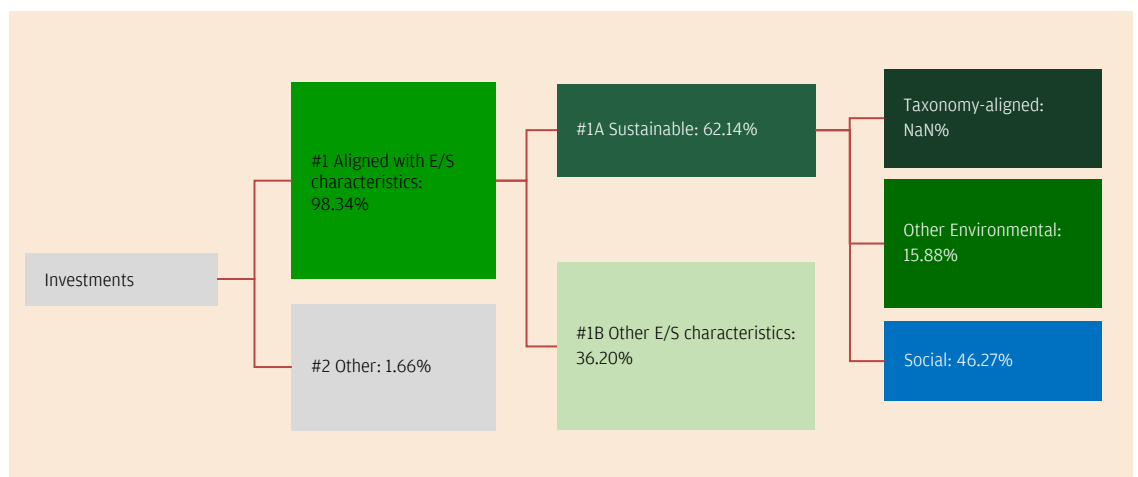 Investments
#1 Aligned with E/S
characteristics:
98.34%
#2 Other: 1.66%
#1A Sustainable: 62.14%
#1B Other E/S characteristics:
36.20%
Taxonomy-aligned:
NaN%
Other Environmental:
15.88%
Social: 46.27%